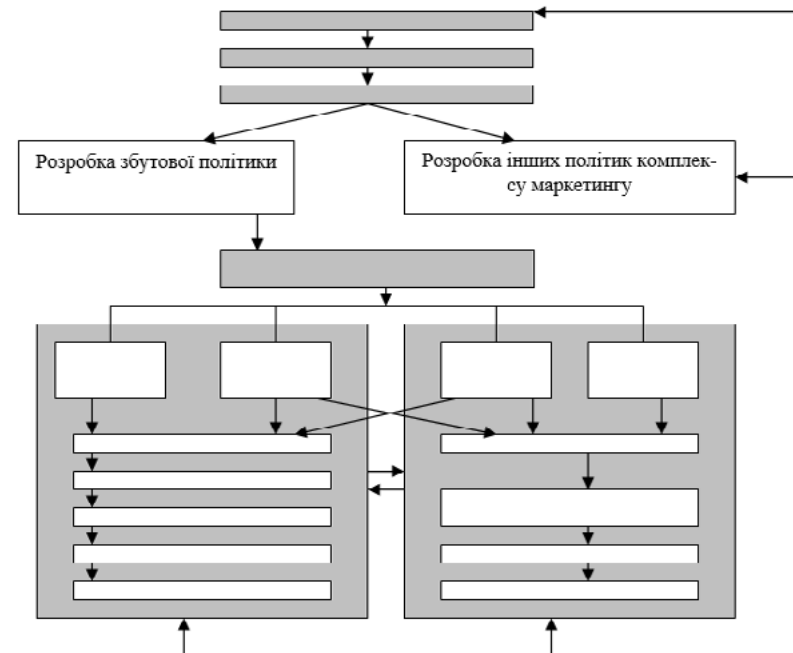 Розробка збутової політики
Розробка інших політик комплек-
су маркетингу